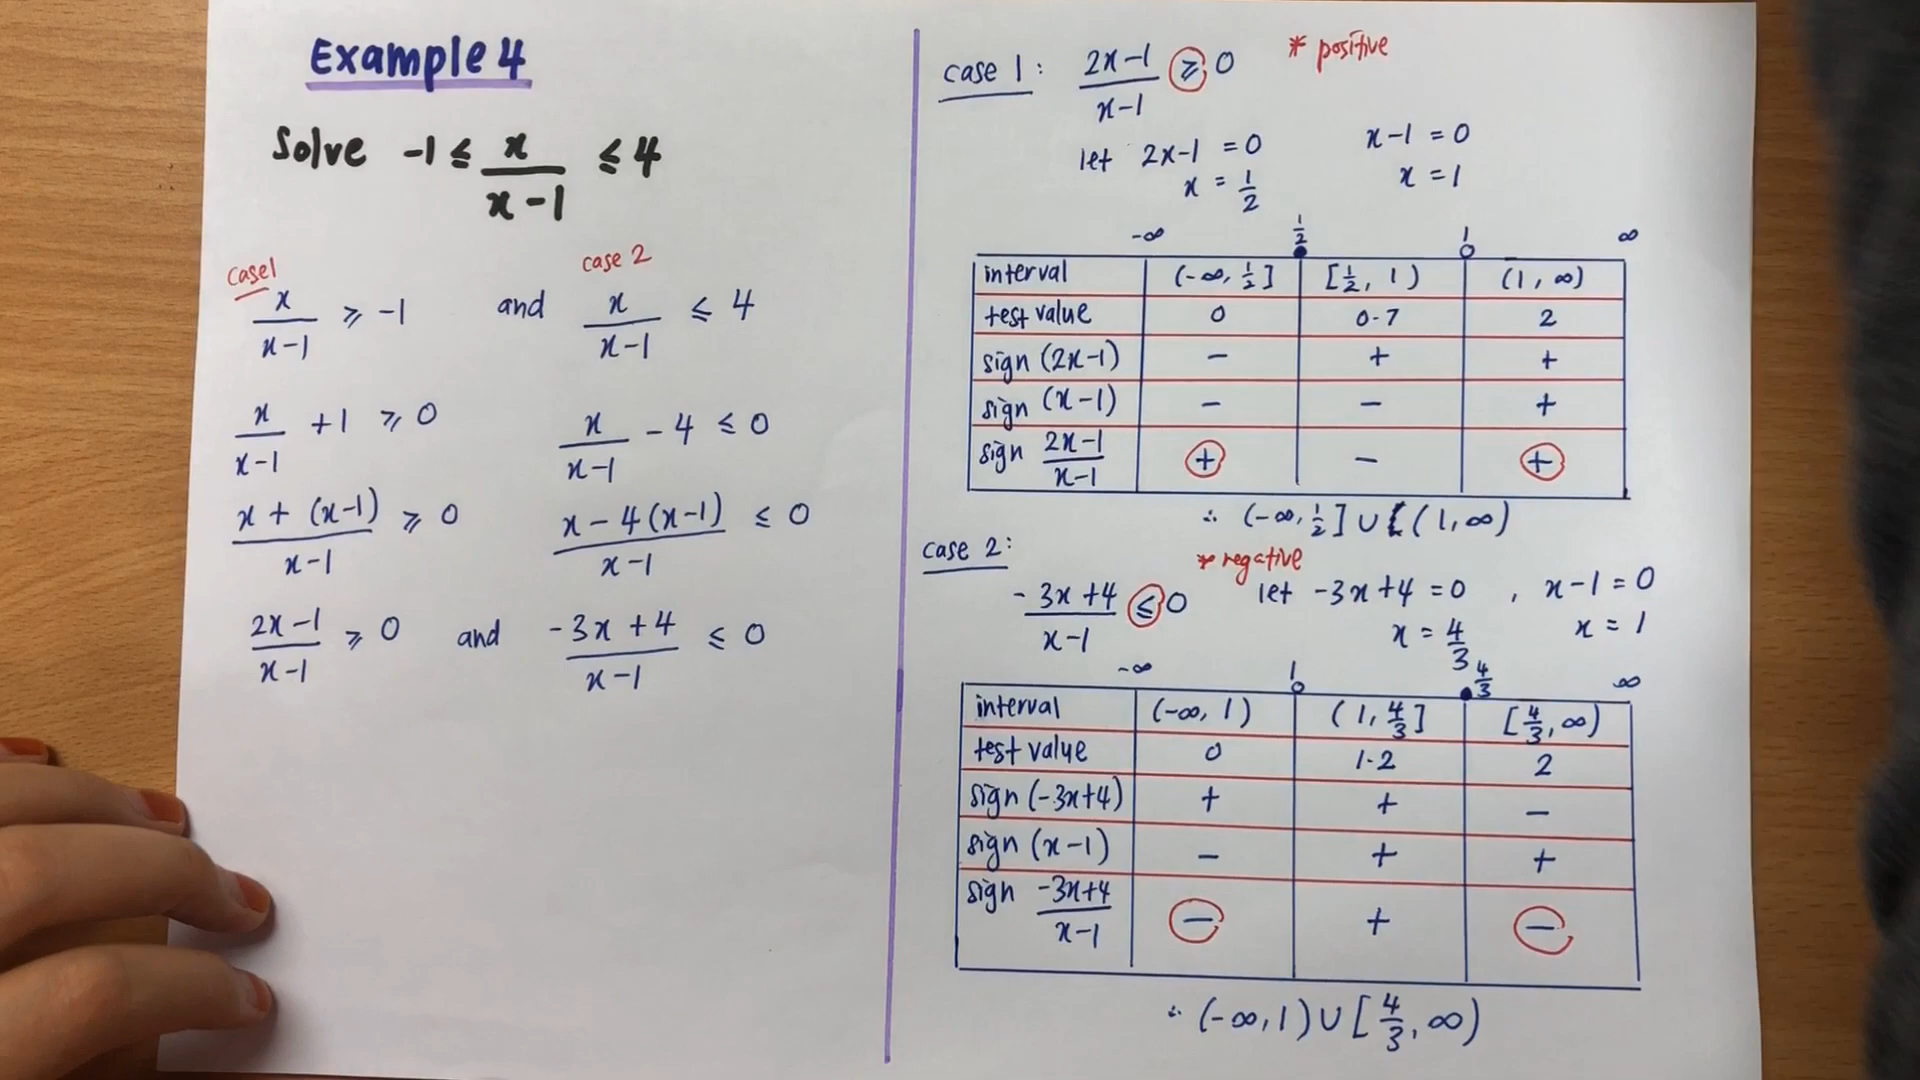 Example 4
Solve -1 ≤ x/(x-1) ≤ 4
case1 case 2
x/(x-1) ≥ -1 and x/(x-1) ≤ 4
x/(x-1) +1 ≥ 0 x/(x-1) - 4 ≤ 0
(x + (x-1))/(x-1) ≥ 0 (x - 4(x-1))/(x-1) ≤ 0
(2x-1)/(x-1) ≥ 0 and (-3x+4)/(x-1) ≤ 0
case 1: (2x-1)/(x-1) ≥ 0 * positive
let 2x-1 = 0 x-1 = 0
x = 1/2 x = 1
-∞ 1/2 1 ∞
interval (-∞, 1/2] [1/2, 1) (1, ∞)
test value 0 0.7 2
sign (2x-1) - + +
sign (x-1) - - +
sign (2x-1)/(x-1) + - +
∴ (-∞, 1/2] ∪ (1, ∞)
case 2: * negative
(-3x+4)/(x-1) ≤ 0 let -3x+4 = 0 , x-1 = 0
x = 4/3 x = 1
-∞ 1 4/3 ∞
interval (-∞, 1) (1, 4/3] [4/3, ∞)
test value 0 1.2 2
sign (-3x+4) + + -
sign (x-1) - + +
sign (-3x+4)/(x-1) - + -
∴ (-∞, 1) ∪ [4/3, ∞)